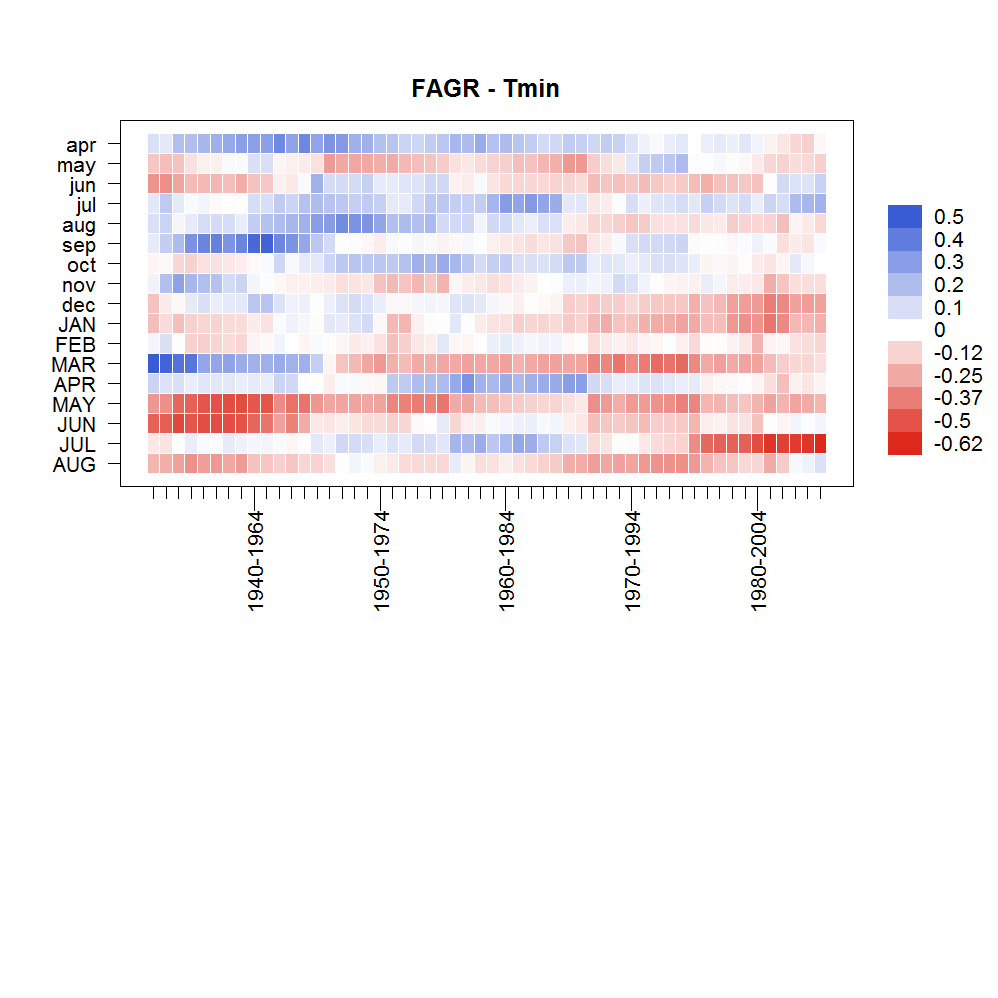 FAGR - Tmin
apr
may
jun
jul
aug
sep
oct
nov
dec
JAN
FEB
MAR
APR
MAY
JUN
JUL
AUG
0.5
0.4
0.3
0.2
0.1
0
-0.12
-0.25
-0.37
-0.5
-0.62
1940-1964
1950-1974
1960-1984
1970-1994
1980-2004